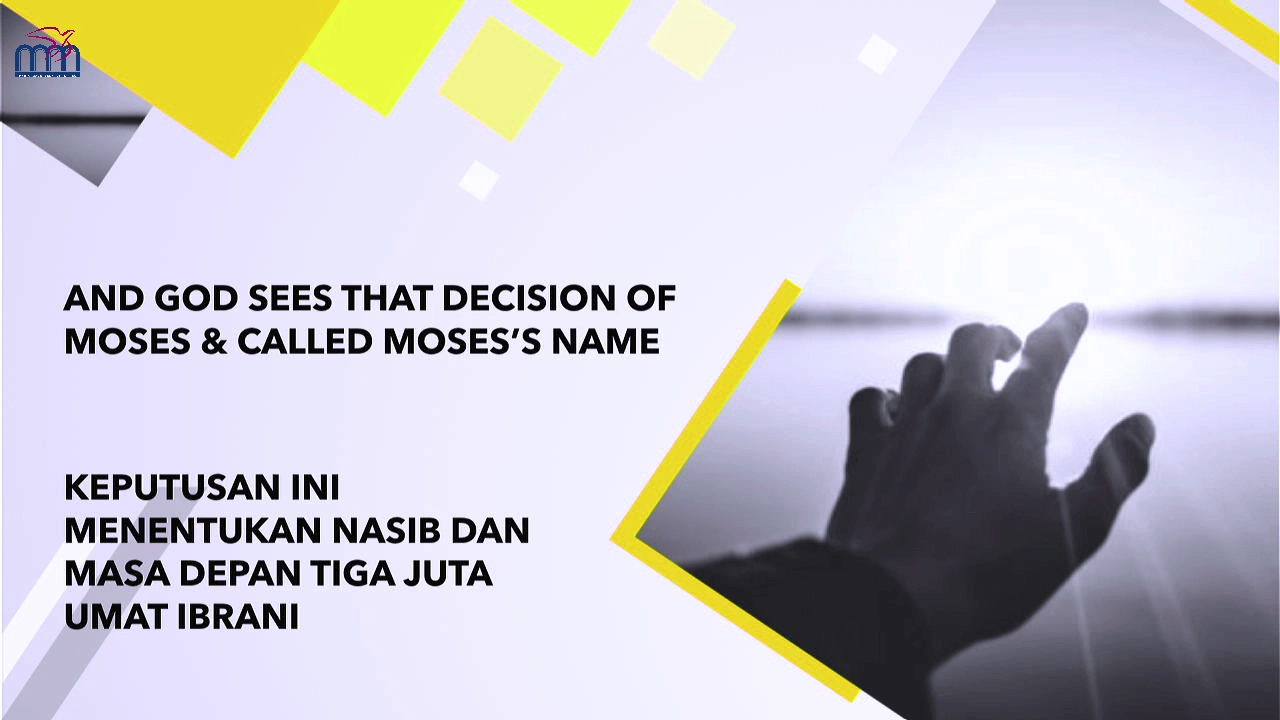 AND GOD SEES THAT DECISION OF
MOSES & CALLED MOSES’S NAME
KEPUTUSAN INI
MENENTUKAN NASIB DAN
MASA DEPAN TIGA JUTA
UMAT IBRANI